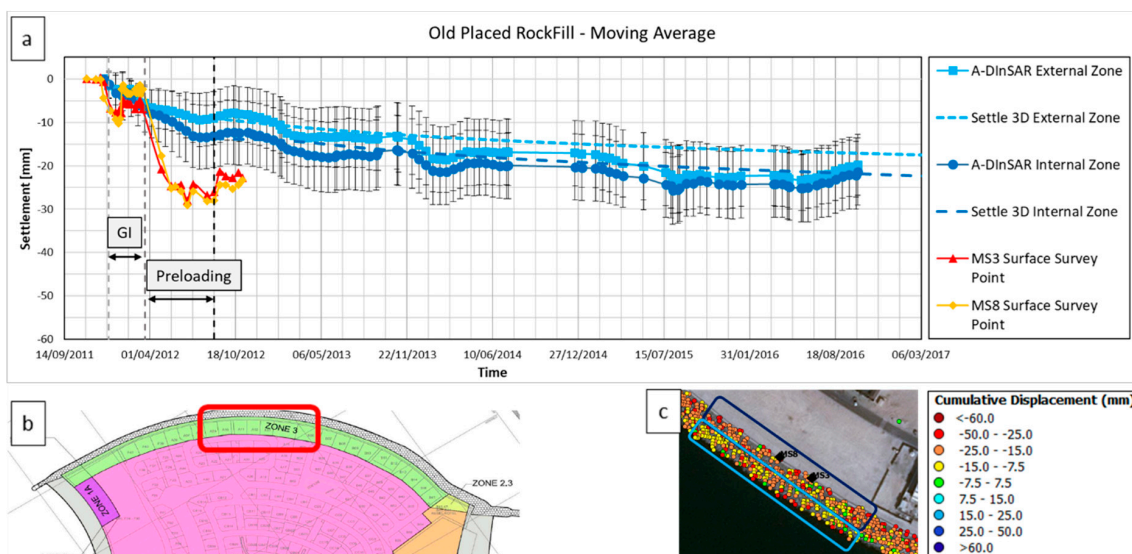 a
Old Placed RockFill - Moving Average
0
-10
-20
-30
-40
-50
-60
Settlement [mm]
GI
Preloading
14/09/2011
01/04/2012
18/10/2012
06/05/2013
22/11/2013
10/06/2014
27/12/2014
15/07/2015
31/01/2016
18/08/2016
06/03/2017
Time
A-DInSAR External Zone
Settle 3D External Zone
A-DInSAR Internal Zone
Settle 3D Internal Zone
MS3 Surface Survey
Point
MS8 Surface Survey
Point
b
ZONE 3
ZONE 1A
ZONE 2,3
c
MS8
MS3
Cumulative Displacement (mm)
<-60.0
-50.0 - -25.0
-25.0 - -15.0
-15.0 - -7.5
-7.5 - 7.5
7.5 - 15.0
15.0 - 25.0
25.0 - 50.0
>60.0